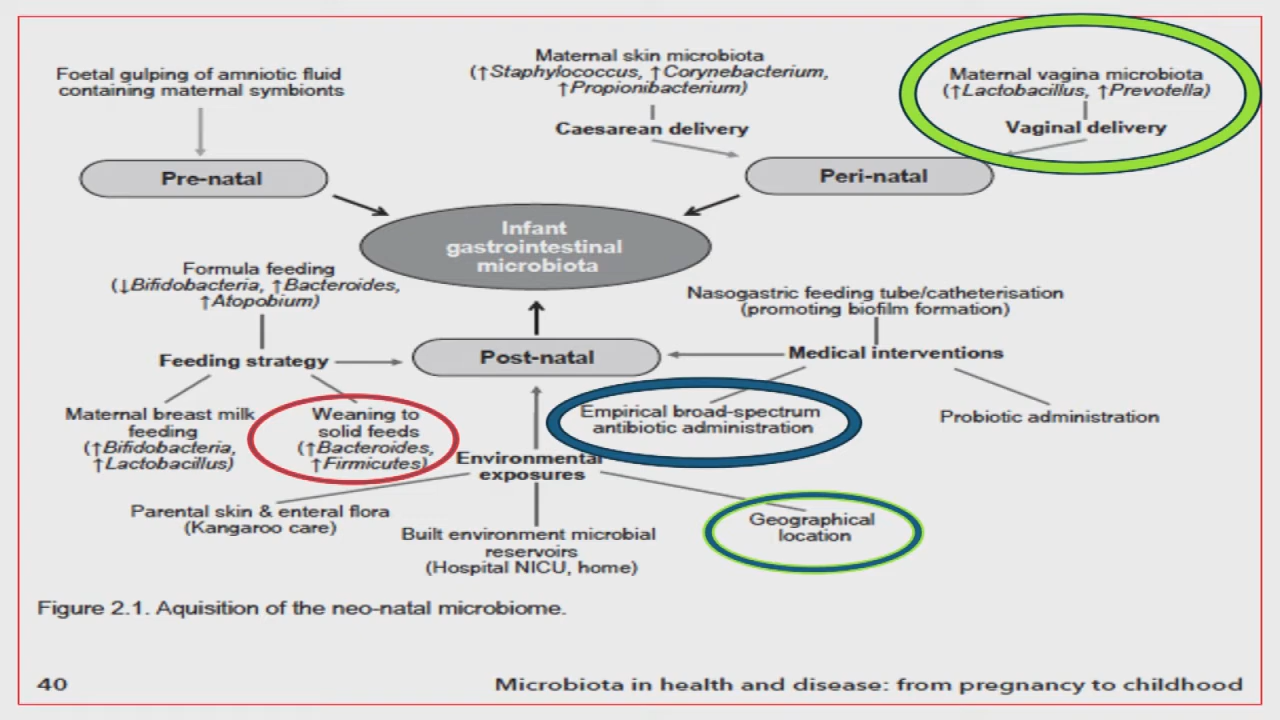 Foetal gulping of amniotic fluid
containing maternal symbionts
Maternal skin microbiota
(↑Staphylococcus, ↑Corynebacterium,
↑Propionibacterium)
Caesarean delivery
Maternal vagina microbiota
(↑Lactobacillus, ↑Prevotella)
Vaginal delivery
Pre-natal
Peri-natal
Infant
gastrointestinal
microbiota
Formula feeding
(↓Bifidobacteria, ↑Bacteroides,
↑Atopobium)
Feeding strategy
Maternal breast milk
feeding
(↑Bifidobacteria,
↑Lactobacillus)
Weaning to
solid feeds
(↑Bacteroides,
↑Firmicutes)
Post-natal
Nasogastric feeding tube/catheterisation
(promoting biofilm formation)
Medical interventions
Empirical broad-spectrum
antibiotic administration
Probiotic administration
Environmental
exposures
Parental skin & enteral flora
(Kangaroo care)
Built environment microbial
reservoirs
(Hospital NICU, home)
Geographical
location
Figure 2.1. Aquisition of the neo-natal microbiome.
40
Microbiota in health and disease: from pregnancy to childhood